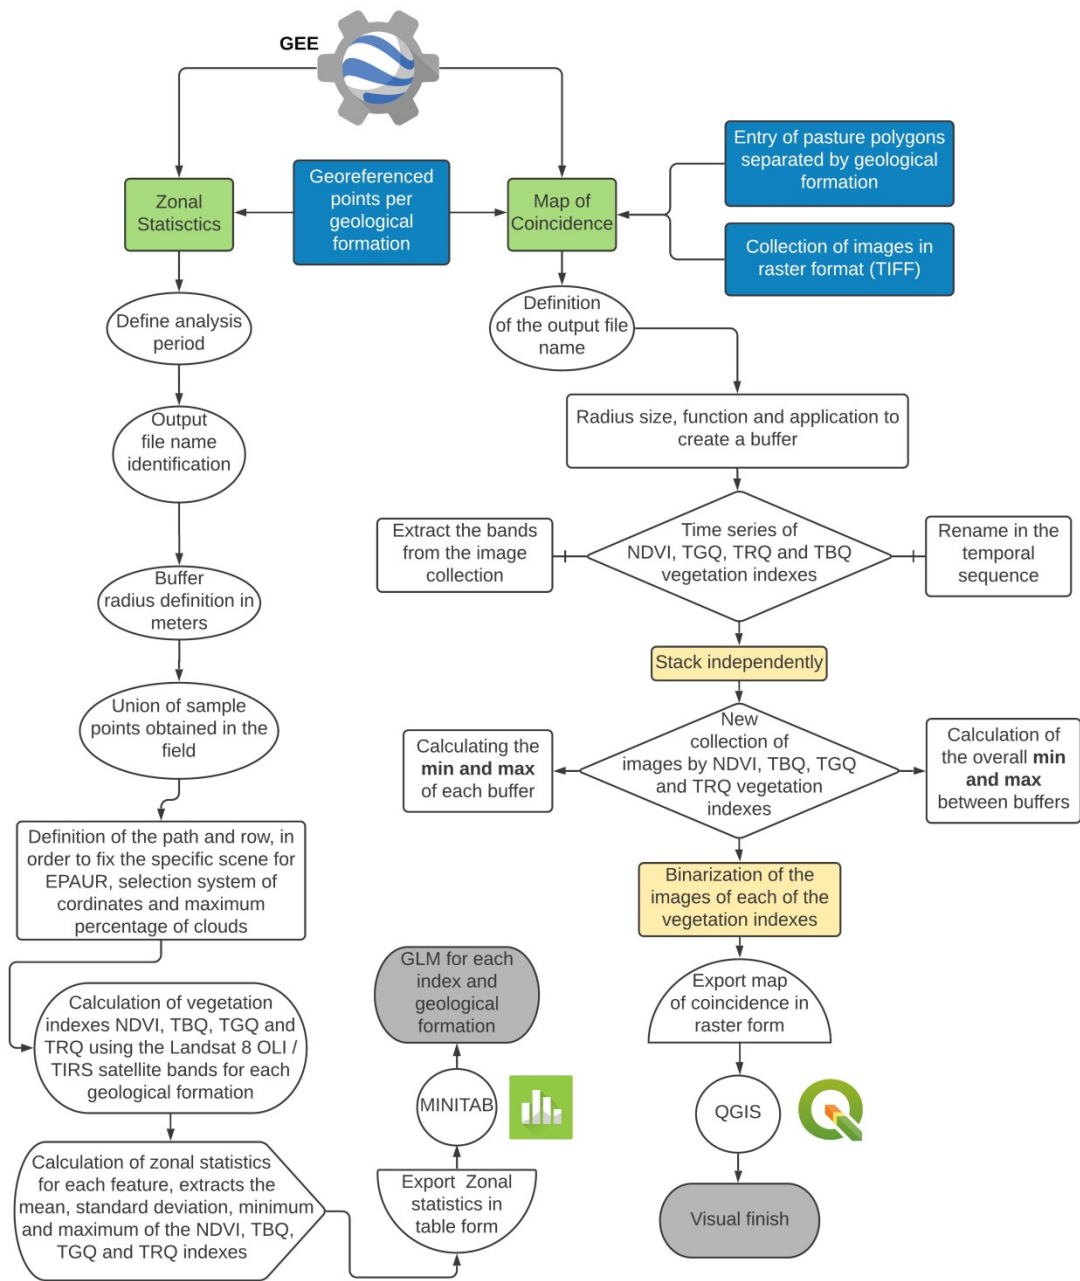 GEE
Zonal
Statisctics
Georeferenced
points per
geological
formation
Map of
Coincidence
Entry of pasture polygons
separated by geological
formation
Collection of images in
raster format (TIFF)
Define analysis
period
Output
file name
identification
Buffer
radius definition in
meters
Union of sample
points obtained in the
field
Definition of the path and row, in
order to fix the specific scene for
EPAUR, selection system of
cordinates and maximum
percentage of clouds
Calculation of vegetation
indexes NDVI, TBQ, TGQ and
TRQ using the Landsat 8 OLI /
TIRS satellite bands for each
geological formation
Calculation of zonal statistics
for each feature, extracts the
mean, standard deviation, minimum
and maximum of the NDVI, TBQ,
TGQ and TRQ indexes
Export Zonal
statistics in
table form
MINITAB
GLM for each
index and
geological
formation
Definition
of the output file
name
Radius size, function and application to
create a buffer
Extract the bands
from the image
collection
Time series of
NDVI, TGQ, TRQ and TBQ
vegetation indexes
Rename in the
temporal
sequence
Stack independently
Calculating the
min and max
of each buffer
New
collection of
images by NDVI, TBQ, TGQ
and TRQ vegetation
indexes
Calculation of
the overall min
and max
between buffers
Binarization of the
images of each of the
vegetation indexes
Export map
of coincidence in
raster form
QGIS
Visual finish